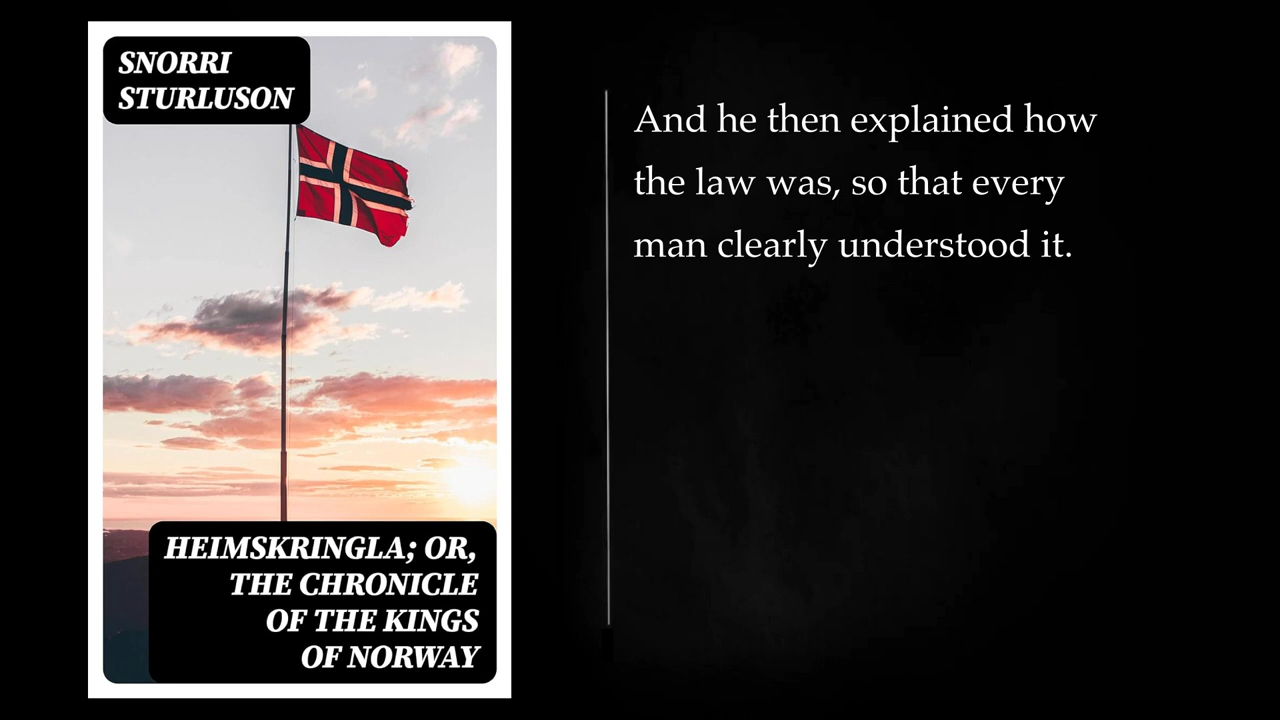 SNORRI
STURLUSON
HEIMSKRINGLA; OR,
THE CHRONICLE
OF THE KINGS
OF NORWAY
And he then explained how
the law was, so that every
man clearly understood it.